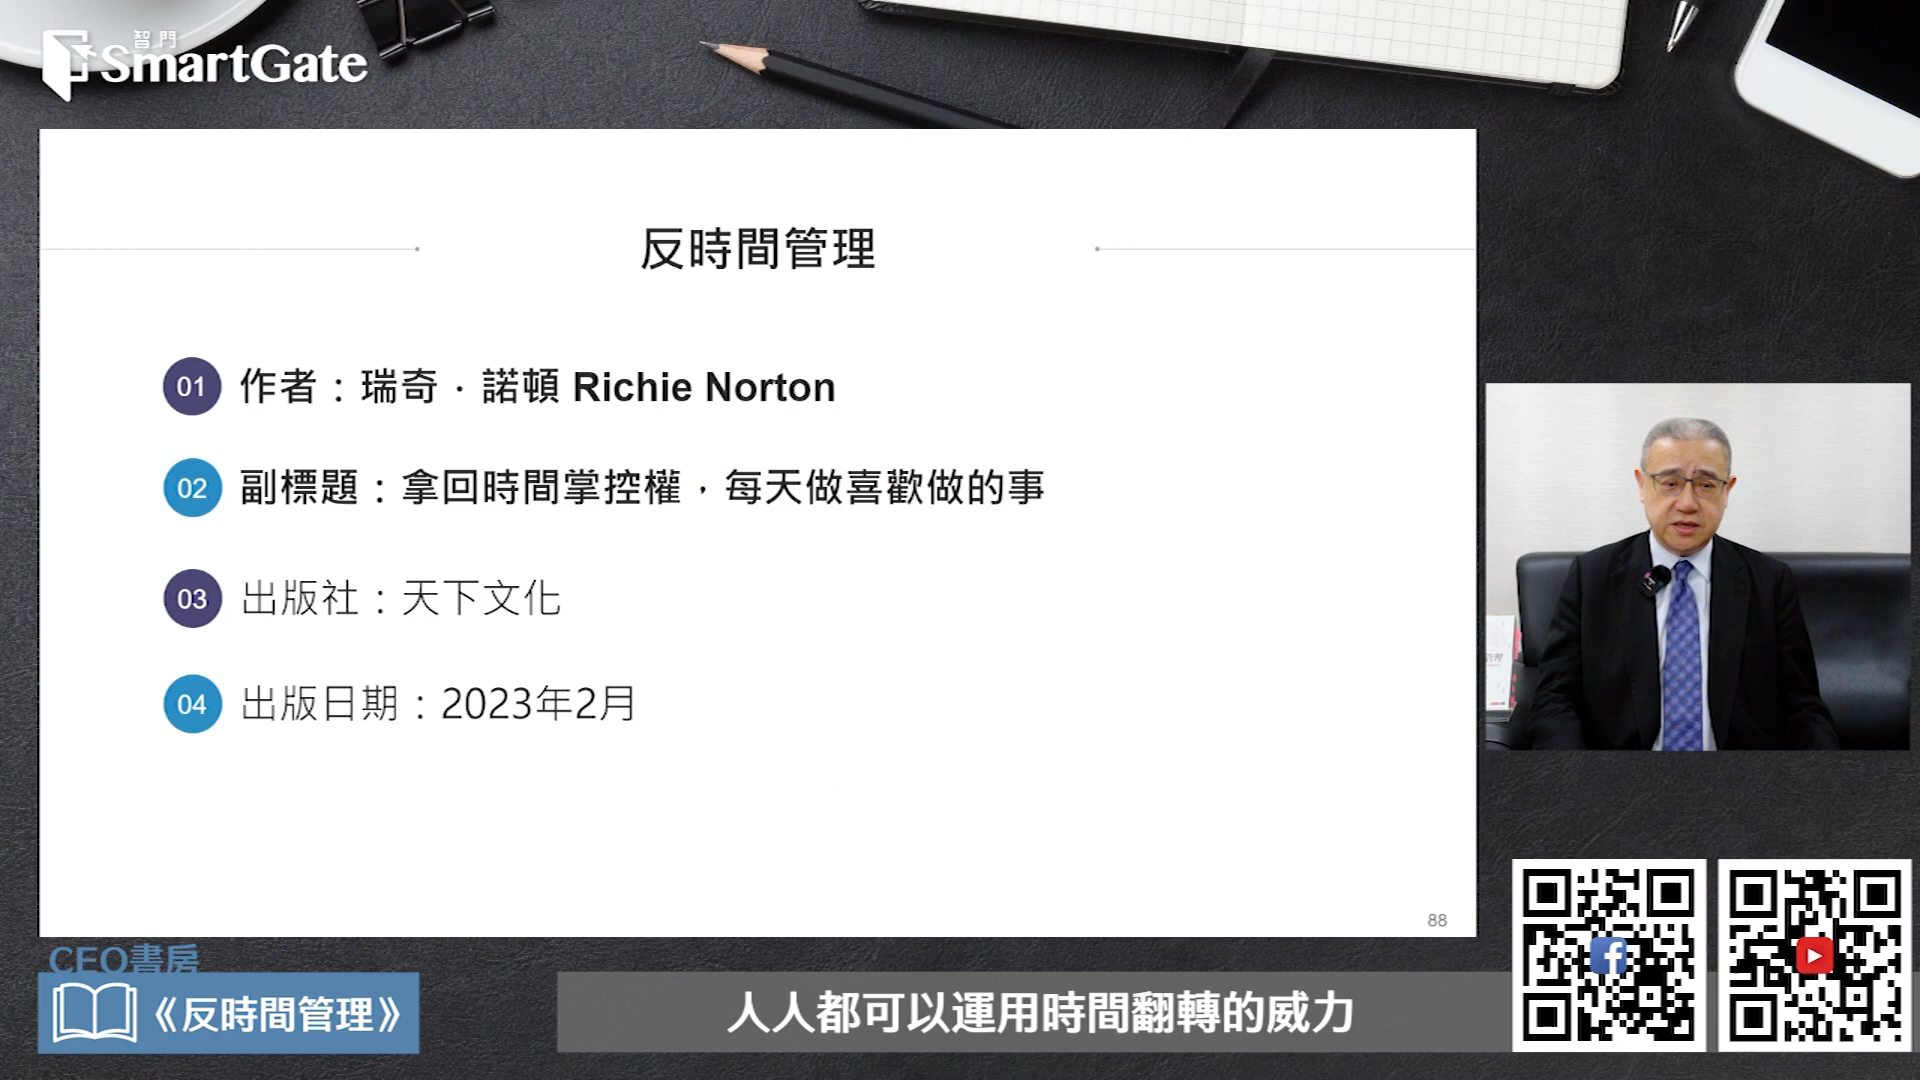 智門
SmartGate
反時間管理
01 作者：瑞奇．諾頓 Richie Norton
02 副標題：拿回時間掌控權，每天做喜歡做的事
03 出版社：天下文化
04 出版日期：2023年2月
88
CEO書房
《反時間管理》
人人都可以運用時間翻轉的威力